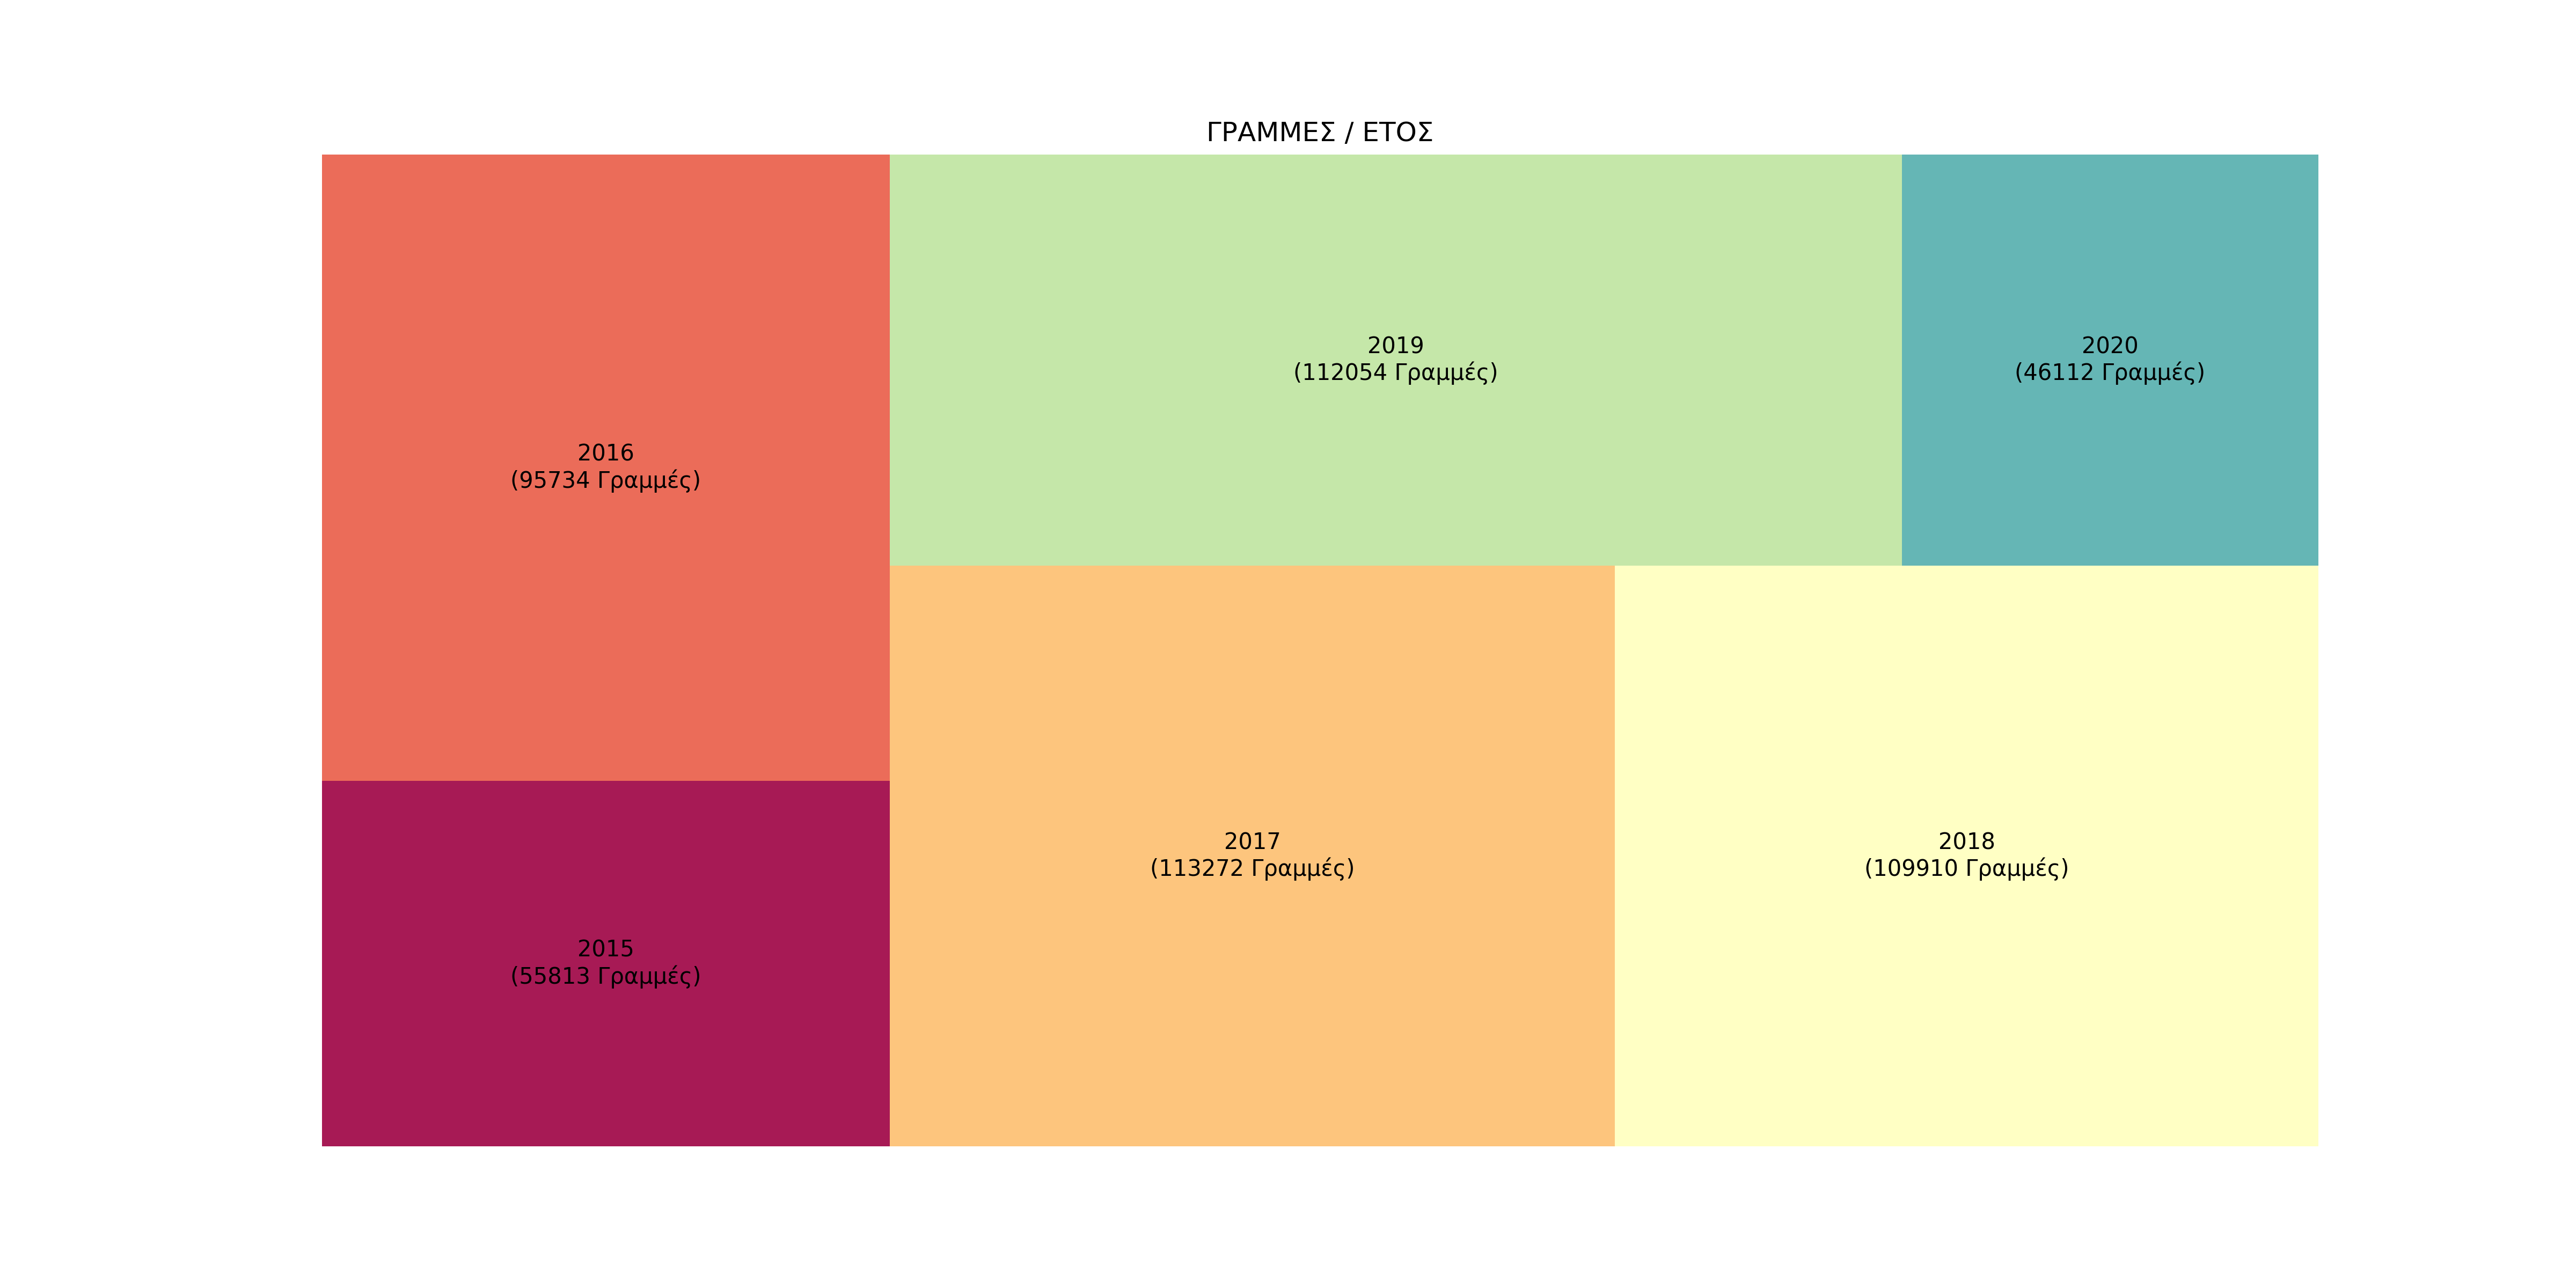 ΓΡΑΜΜΕΣ / ΕΤΟΣ
2016
(95734 Γραμμές)
2019
(112054 Γραμμές)
2020
(46112 Γραμμές)
2015
(55813 Γραμμές)
2017
(113272 Γραμμές)
2018
(109910 Γραμμές)